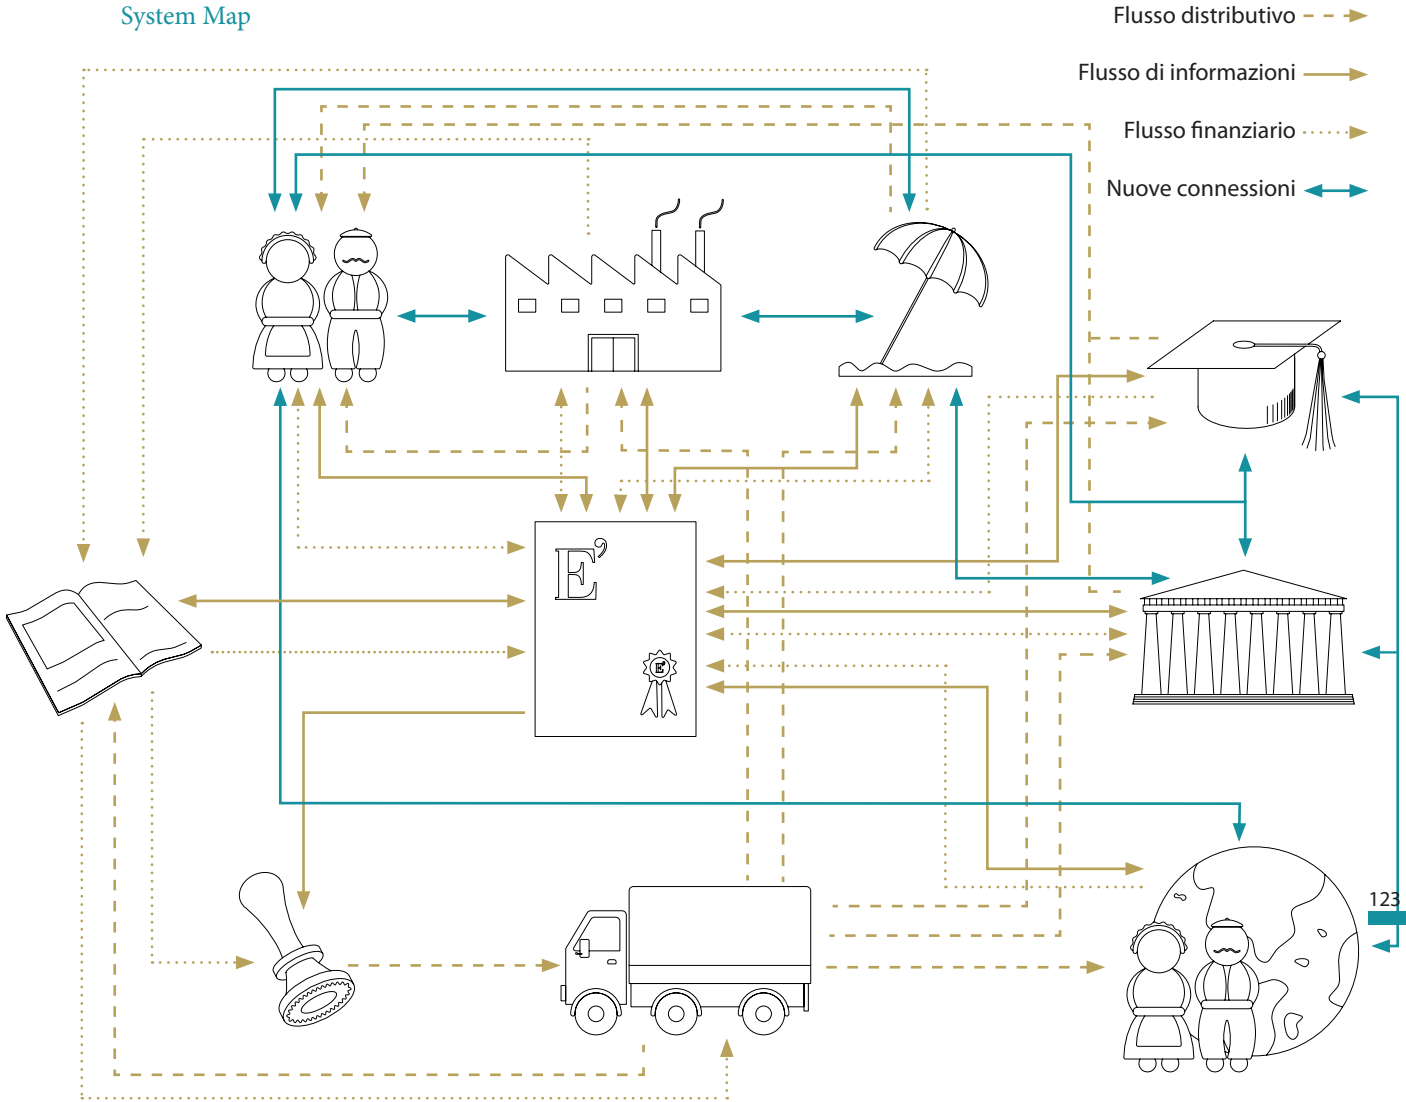 System Map
Flusso distributivo
Flusso di informazioni
Flusso finanziario
Nuove connessioni
E’
E’
123